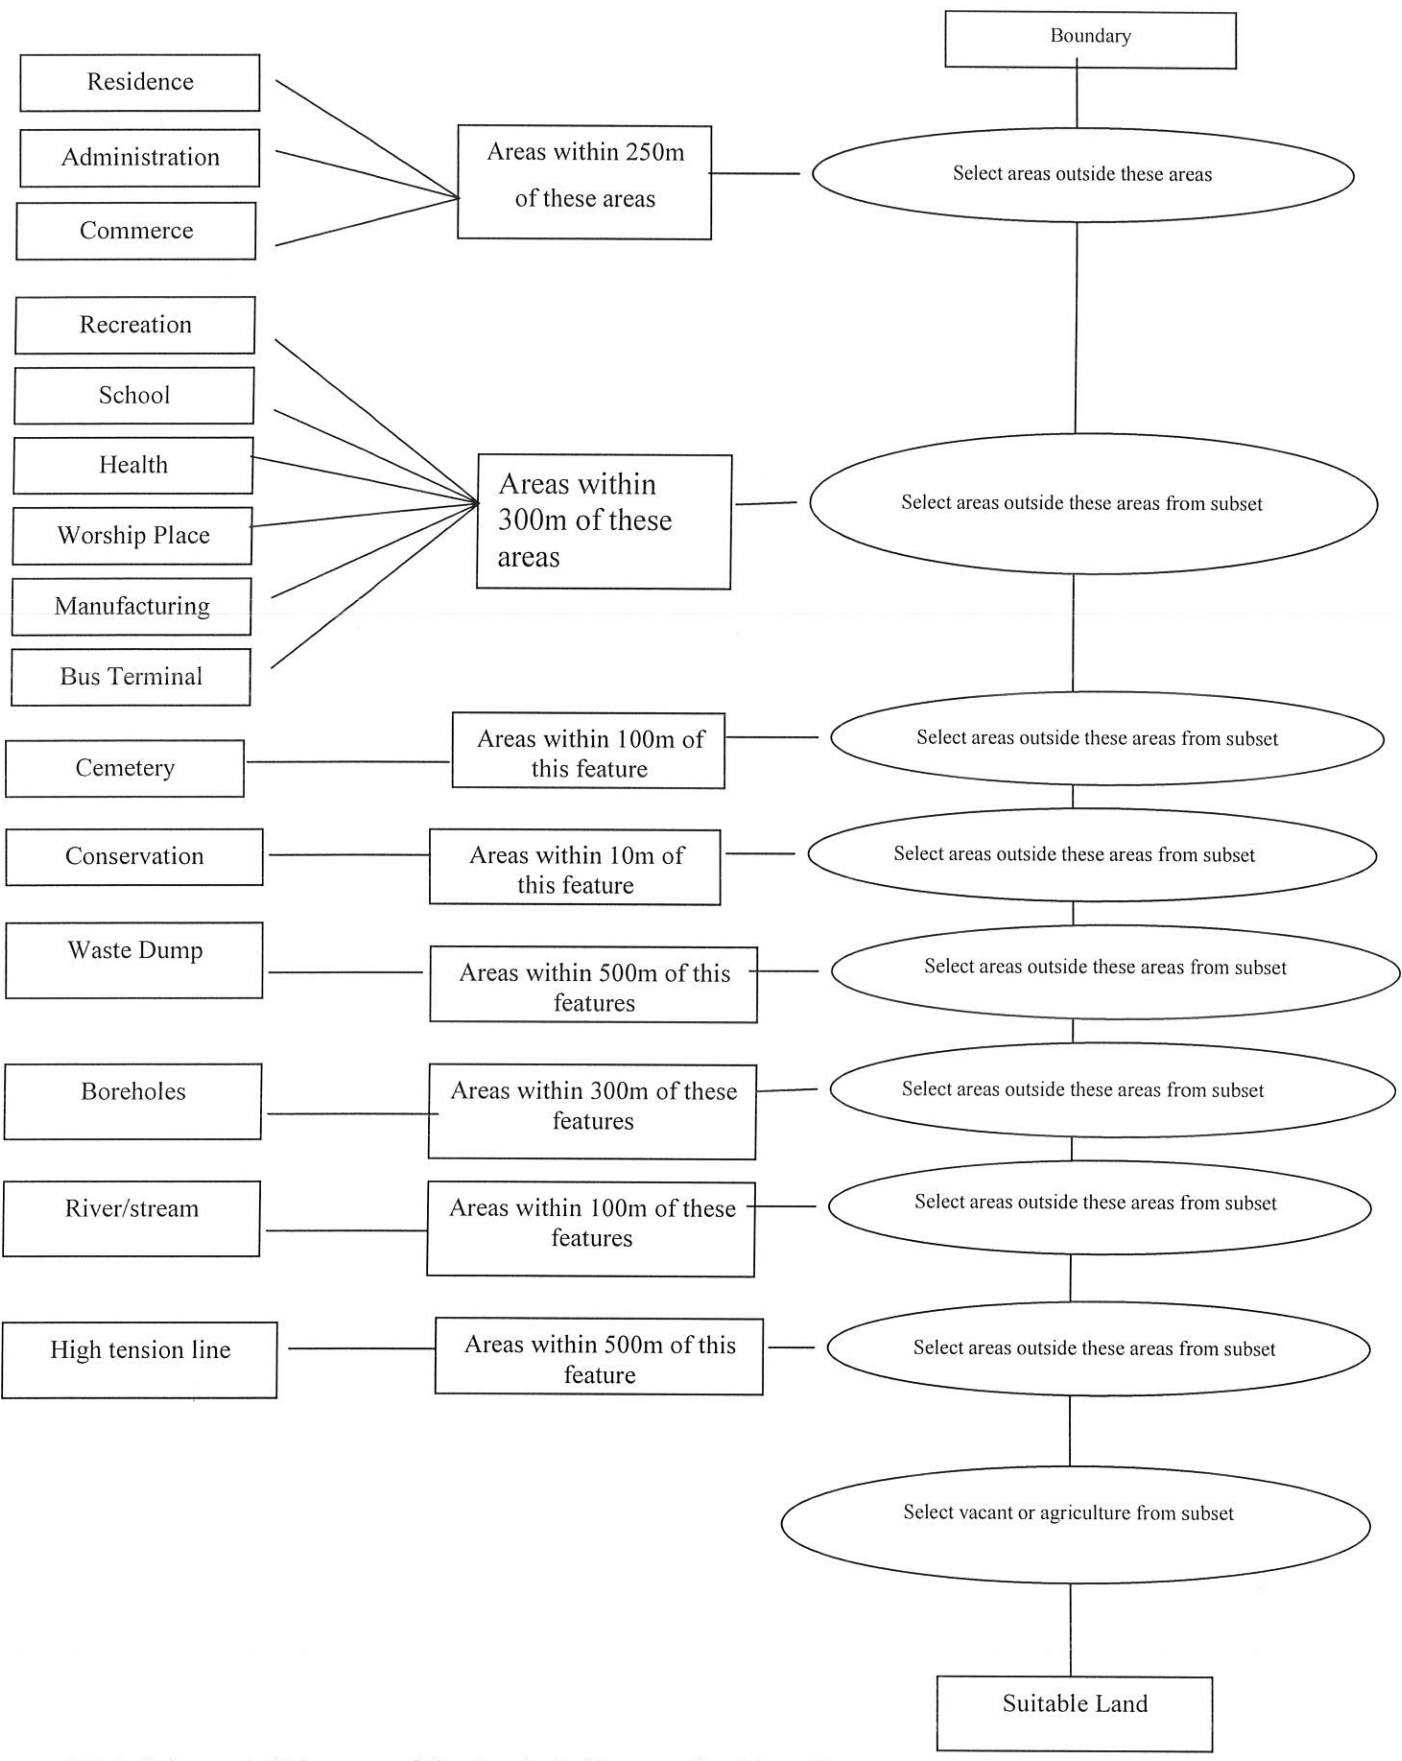 Boundary
Residence
Administration
Commerce
Areas within 250m
of these areas
Select areas outside these areas
Recreation
School
Health
Worship Place
Manufacturing
Bus Terminal
Areas within
300m of these
areas
Select areas outside these areas from subset
Cemetery
Areas within 100m of
this feature
Select areas outside these areas from subset
Conservation
Areas within 10m of
this feature
Select areas outside these areas from subset
Waste Dump
Areas within 500m of this
features
Select areas outside these areas from subset
Boreholes
Areas within 300m of these
features
Select areas outside these areas from subset
River/stream
Areas within 100m of these
features
Select areas outside these areas from subset
High tension line
Areas within 500m of this
feature
Select areas outside these areas from subset
Select vacant or agriculture from subset
Suitable Land